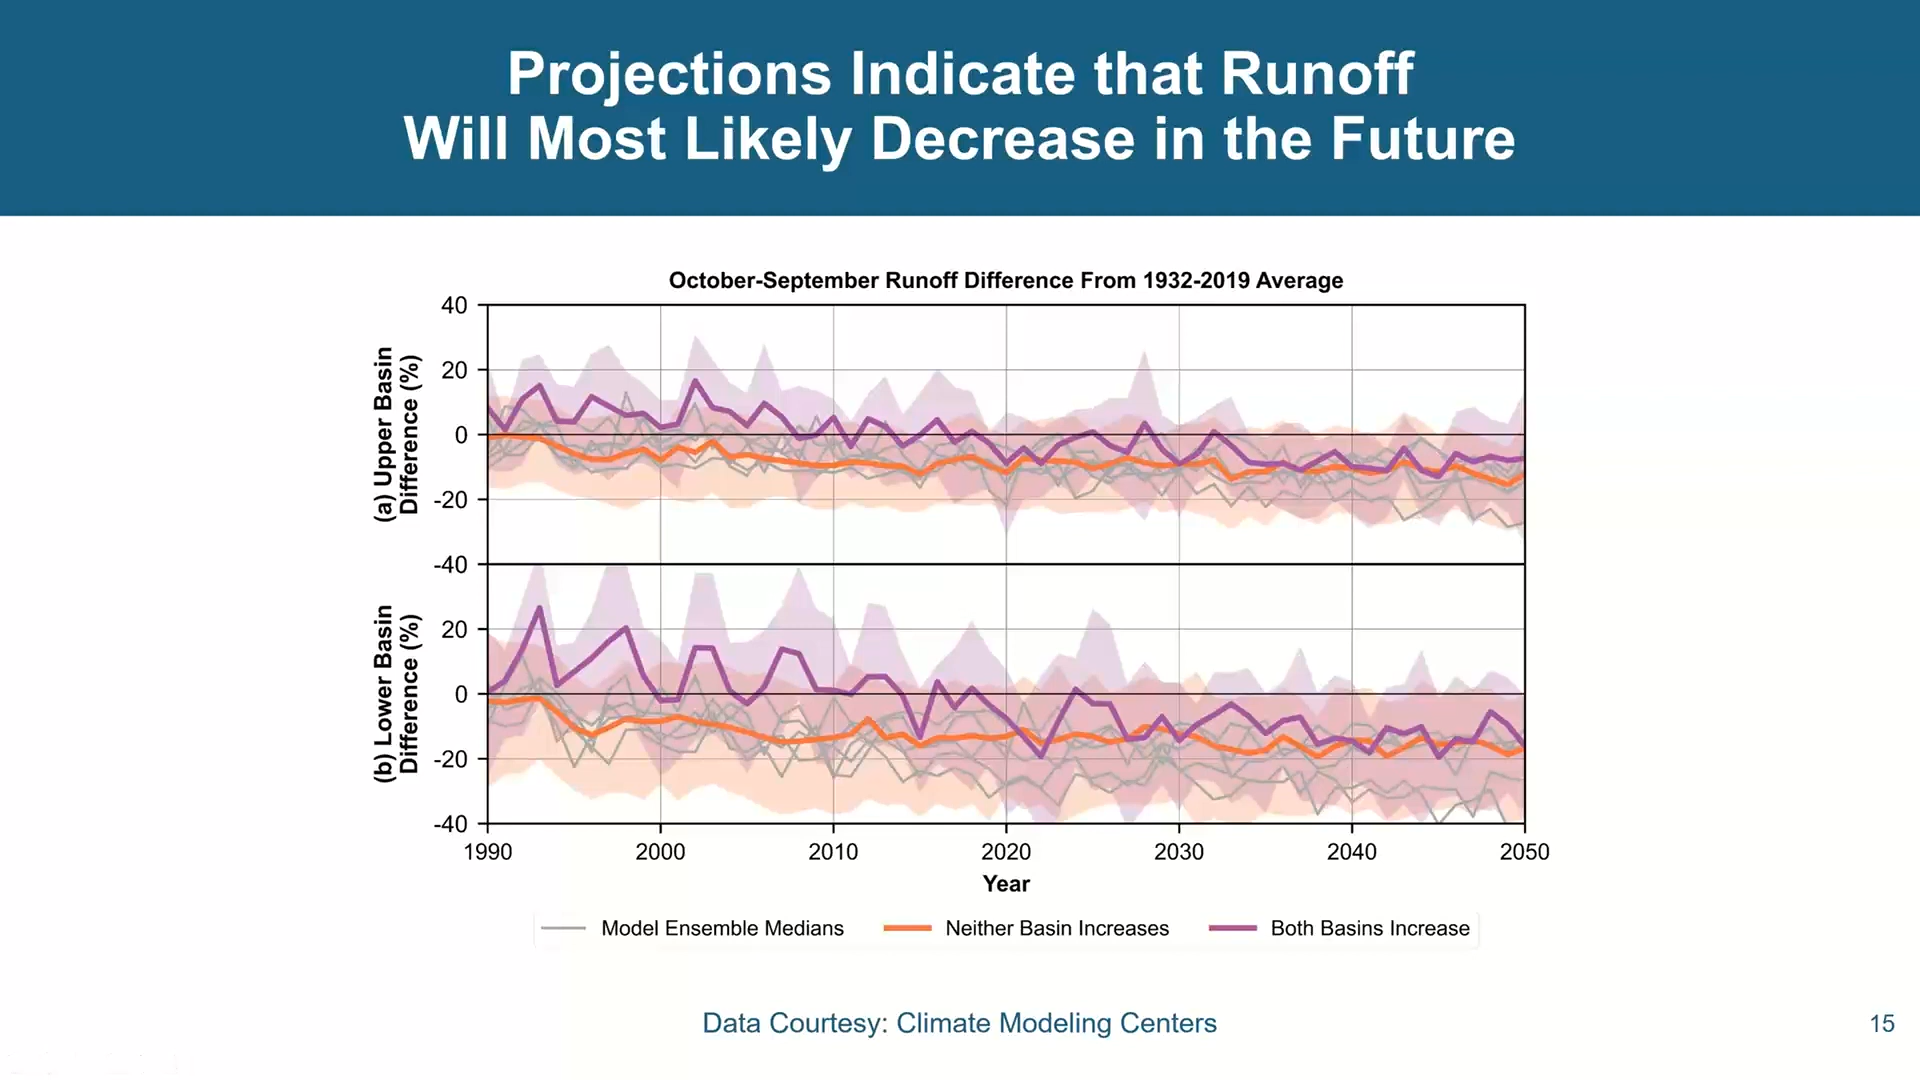 Projections Indicate that Runoff
Will Most Likely Decrease in the Future
October-September Runoff Difference From 1932-2019 Average
(a) Upper Basin
Difference (%)
40
20
0
-20
-40
(b) Lower Basin
Difference (%)
20
0
-20
-40
1990 2000 2010 2020 2030 2040 2050
Year
Model Ensemble Medians Neither Basin Increases Both Basins Increase
Data Courtesy: Climate Modeling Centers
15